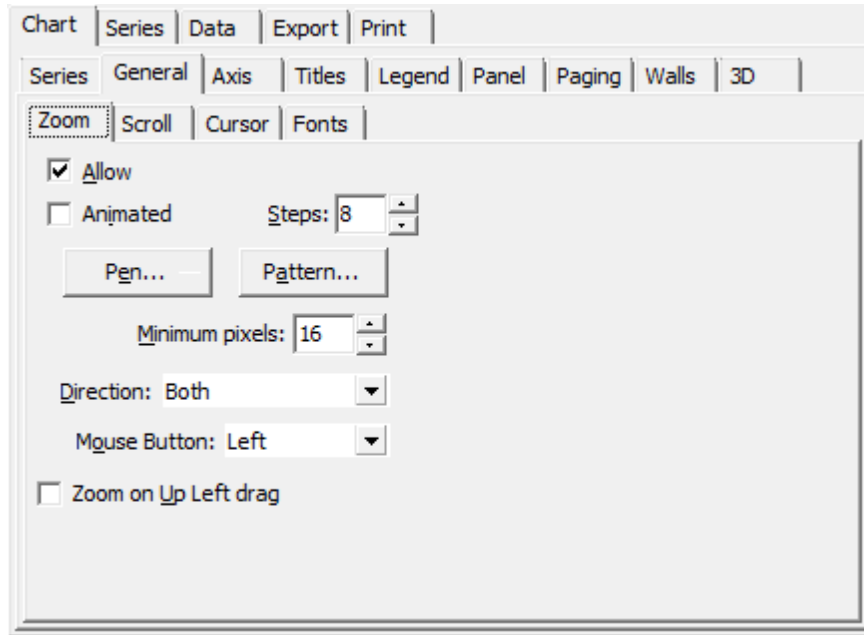 Chart Series Data Export Print
Series General Axis Titles Legend Panel Paging Walls 3D
Zoom Scroll Cursor Fonts
Allow
Animated Steps: 8
Pen... Pattern...
Minimum pixels: 16
Direction: Both
Mouse Button: Left
Zoom on Up Left drag